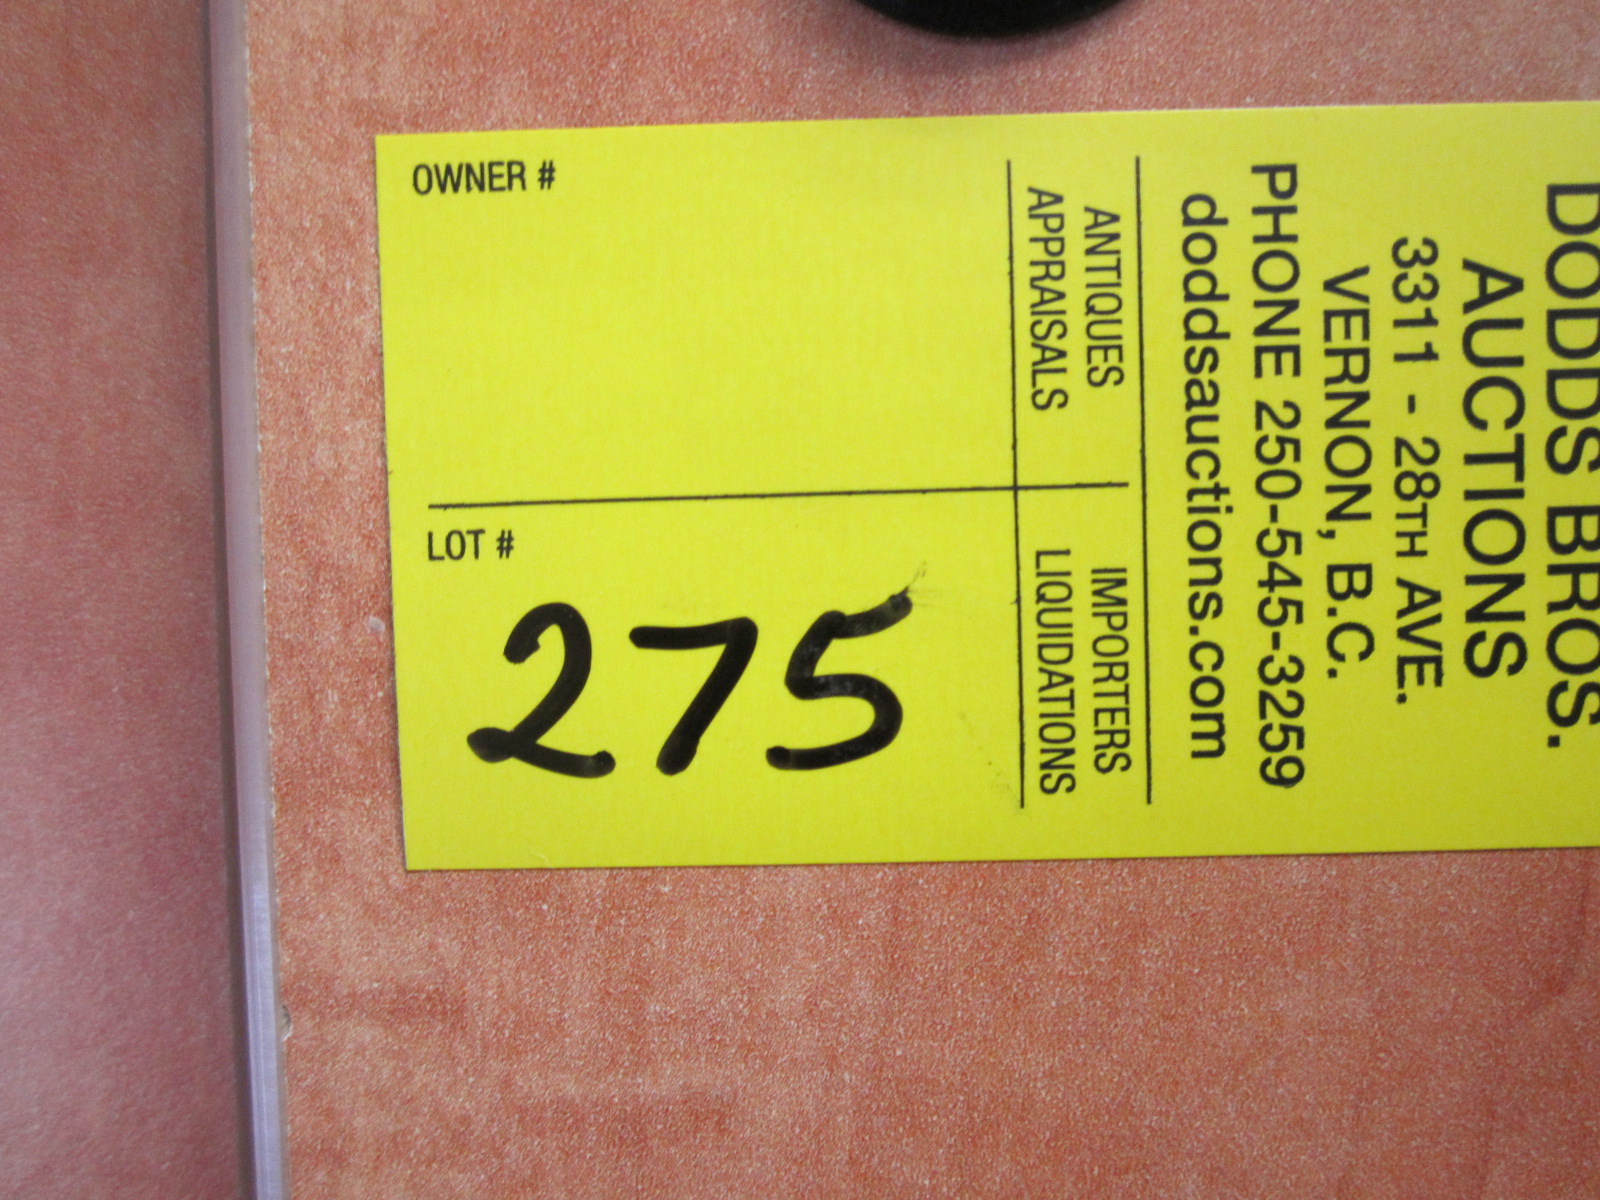 DODDS BROS.
AUCTIONS
3311 - 28TH AVE.
VERNON, B.C.
PHONE 250-545-3259
doddsauctions.com
ANTIQUES
APPRAISALS
IMPORTERS
LIQUIDATIONS
OWNER #
LOT #
275